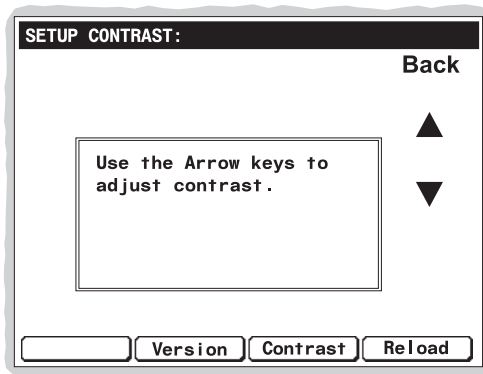 SETUP CONTRAST:
Back
Use the Arrow keys to
adjust contrast.
Version Contrast Reload